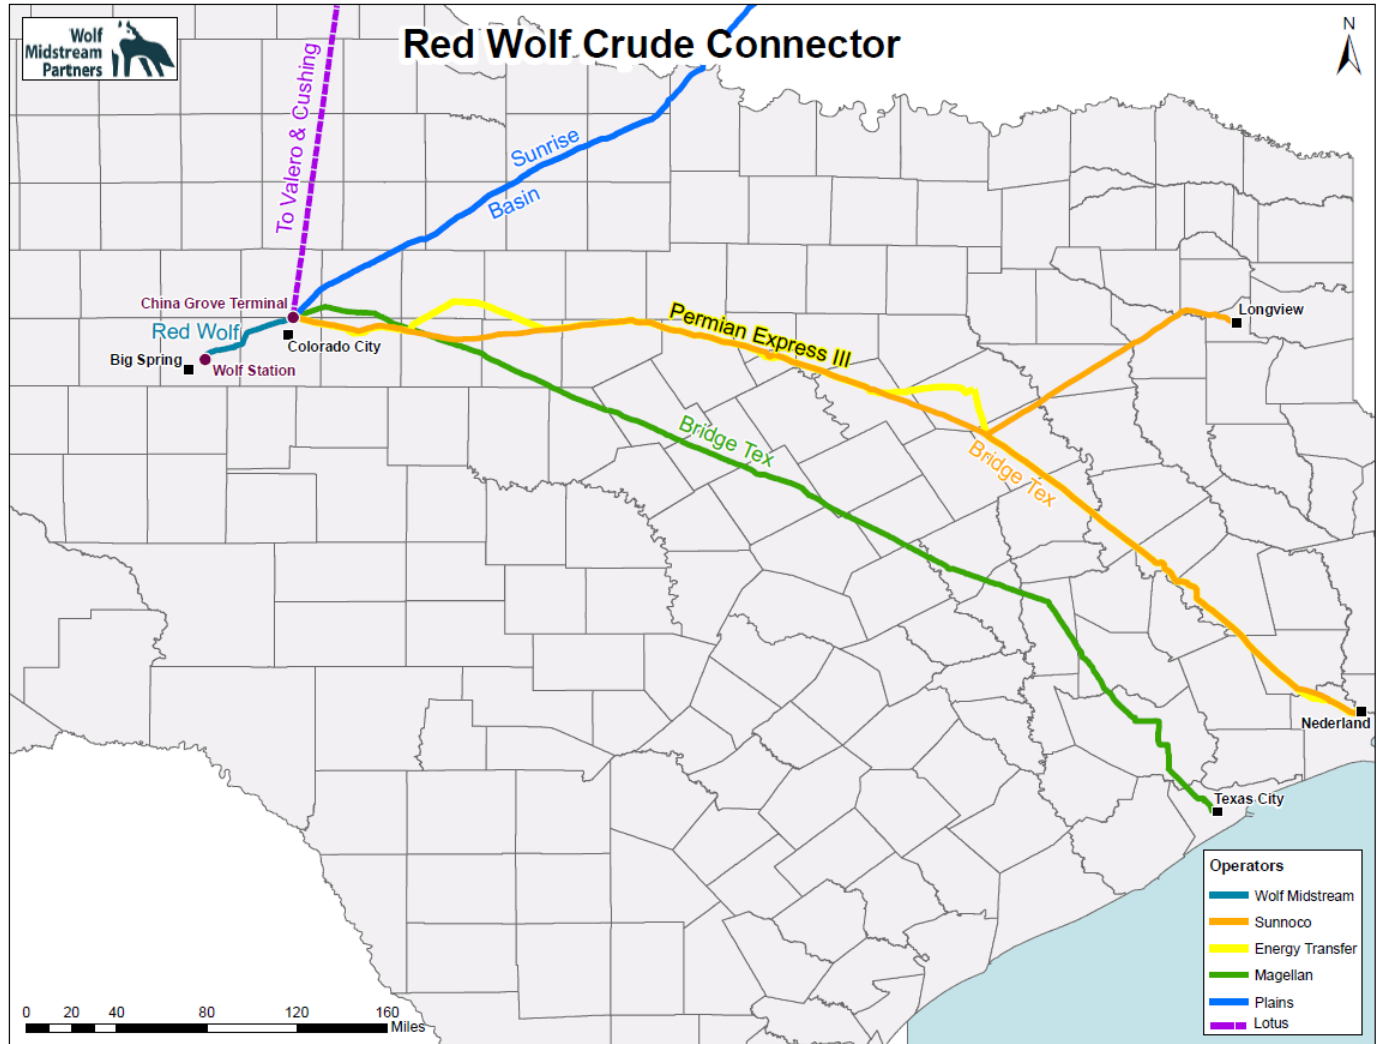 Wolf
Midstream
Partners
Red Wolf Crude Connector
N
To Valero & Cushing
Sunrise
Basin
China Grove Terminal
Red Wolf
Colorado City
Big Spring
Wolf Station
Permian Express III
Longview
Bridge Tex
Bridge Tex
Nederland
Texas City
Operators
Wolf Midstream
Sunnoco
Energy Transfer
Magellan
Plains
Lotus
0 20 40 80 120 160
Miles